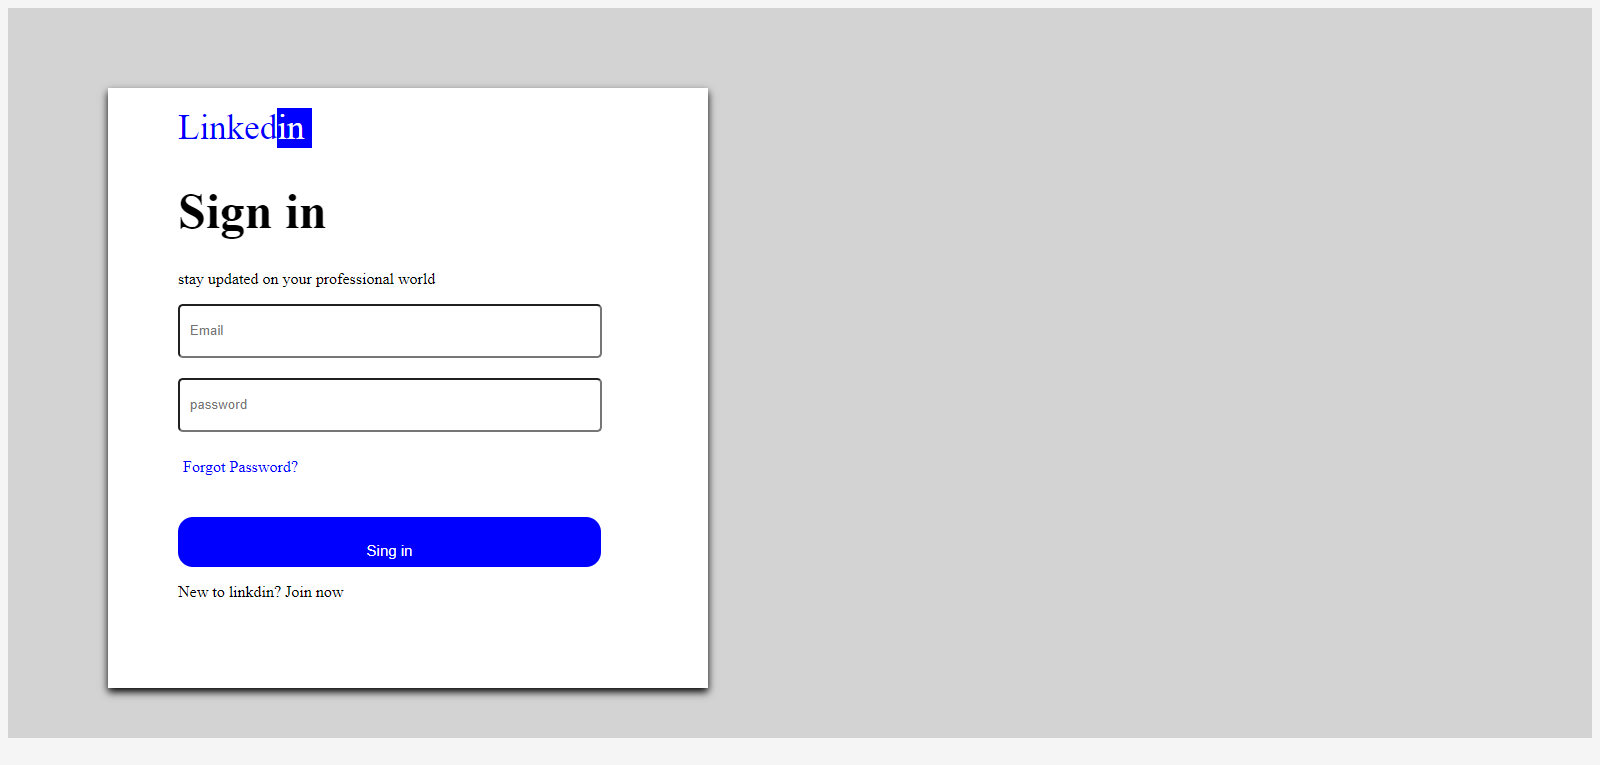 Linkedin
Sign in
stay updated on your professional world
Email
password
Forgot Password?
Sing in
New to linkdin? Join now